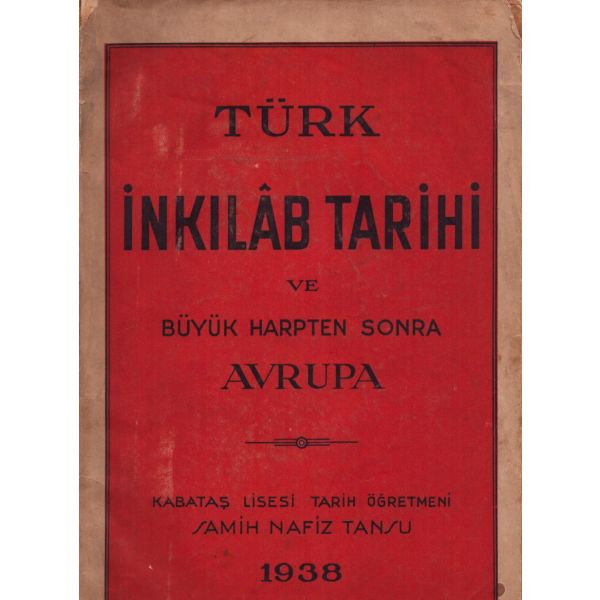 TÜRK
İNKILÂB TARİHİ
VE
BÜYÜK HARPTEN SONRA
AVRUPA
KABATAŞ LİSESİ TARİH ÖĞRETMENİ
SAMİH NAFİZ TANSU
1938